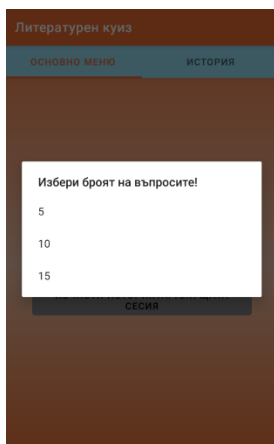 Литературен куиз
ОСНОВНО МЕНЮ
ИСТОРИЯ
Избери броят на въпросите!
5
10
15
СЕСИЯ